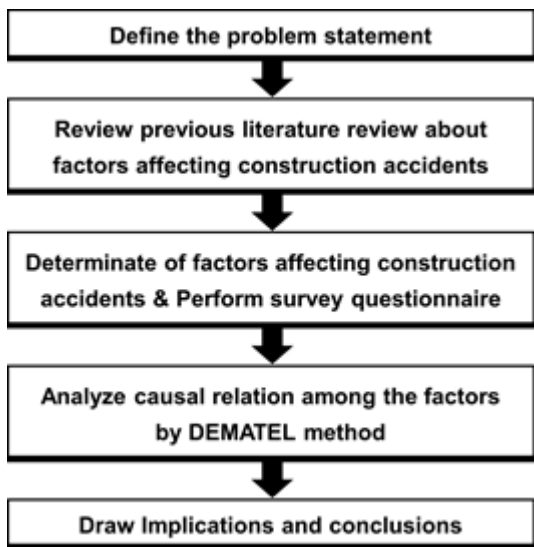 Define the problem statement
Review previous literature review about
factors affecting construction accidents
Determinate of factors affecting construction
accidents & Perform survey questionnaire
Analyze causal relation among the factors
by DEMATEL method
Draw Implications and conclusions